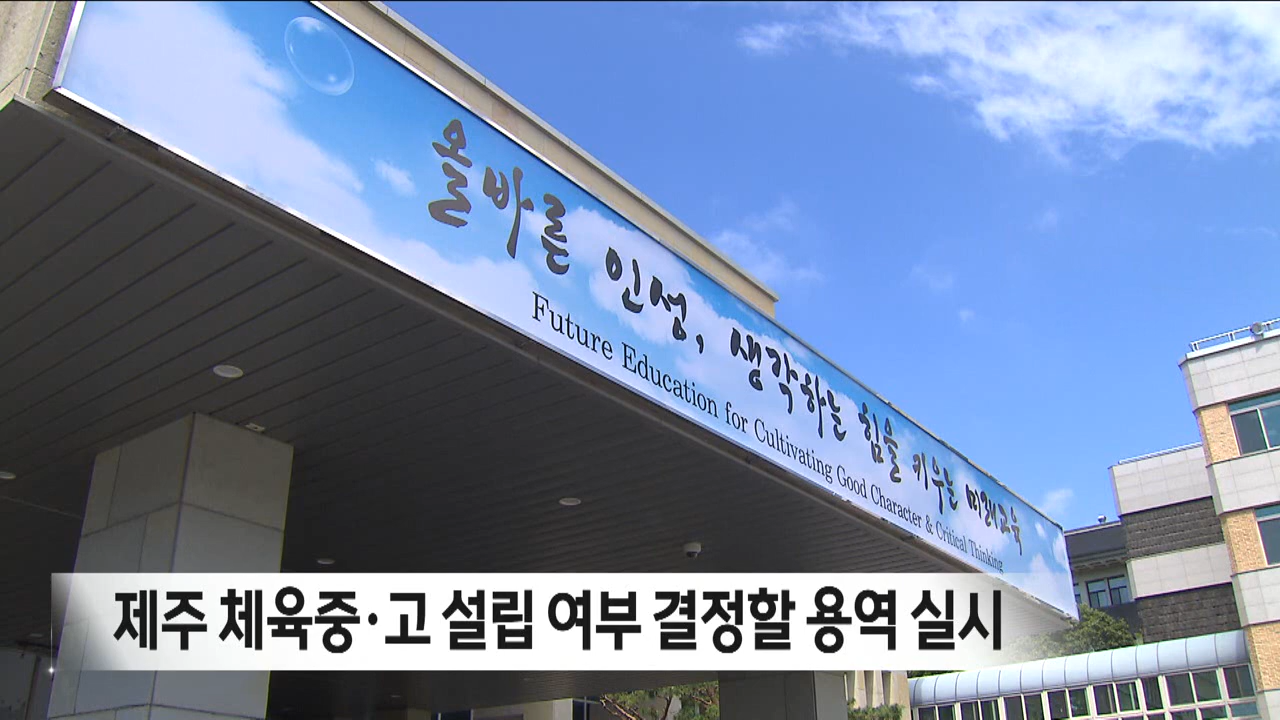 올바른 인성, 생각하는 힘을 키우는 미래교육
Future Education for Cultivating Good Character & Critical Thinking
제주 체육중·고 설립 여부 결정할 용역 실시